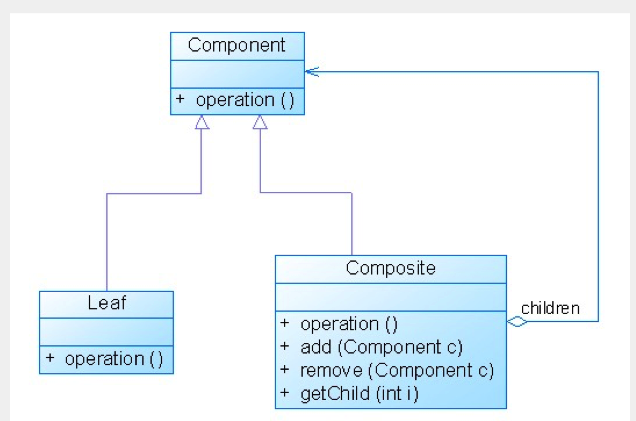 Component
+ operation ()
Leaf
+ operation ()
Composite
+ operation ()
+ add (Component c)
+ remove (Component c)
+ getChild (int i)
children